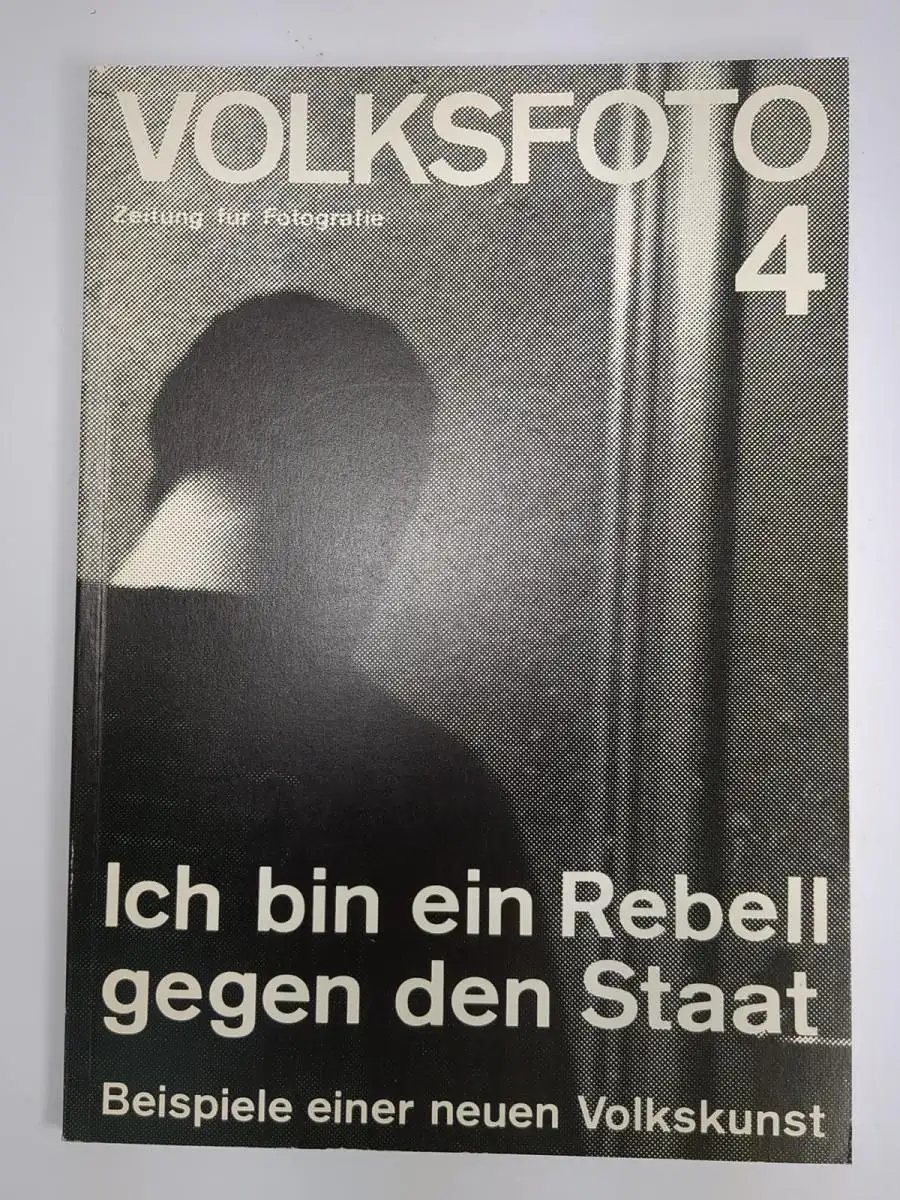 VOLKSFOTO
Zeitung für Fotografie
4
Ich bin ein Rebell
gegen den Staat
Beispiele einer neuen Volkskunst